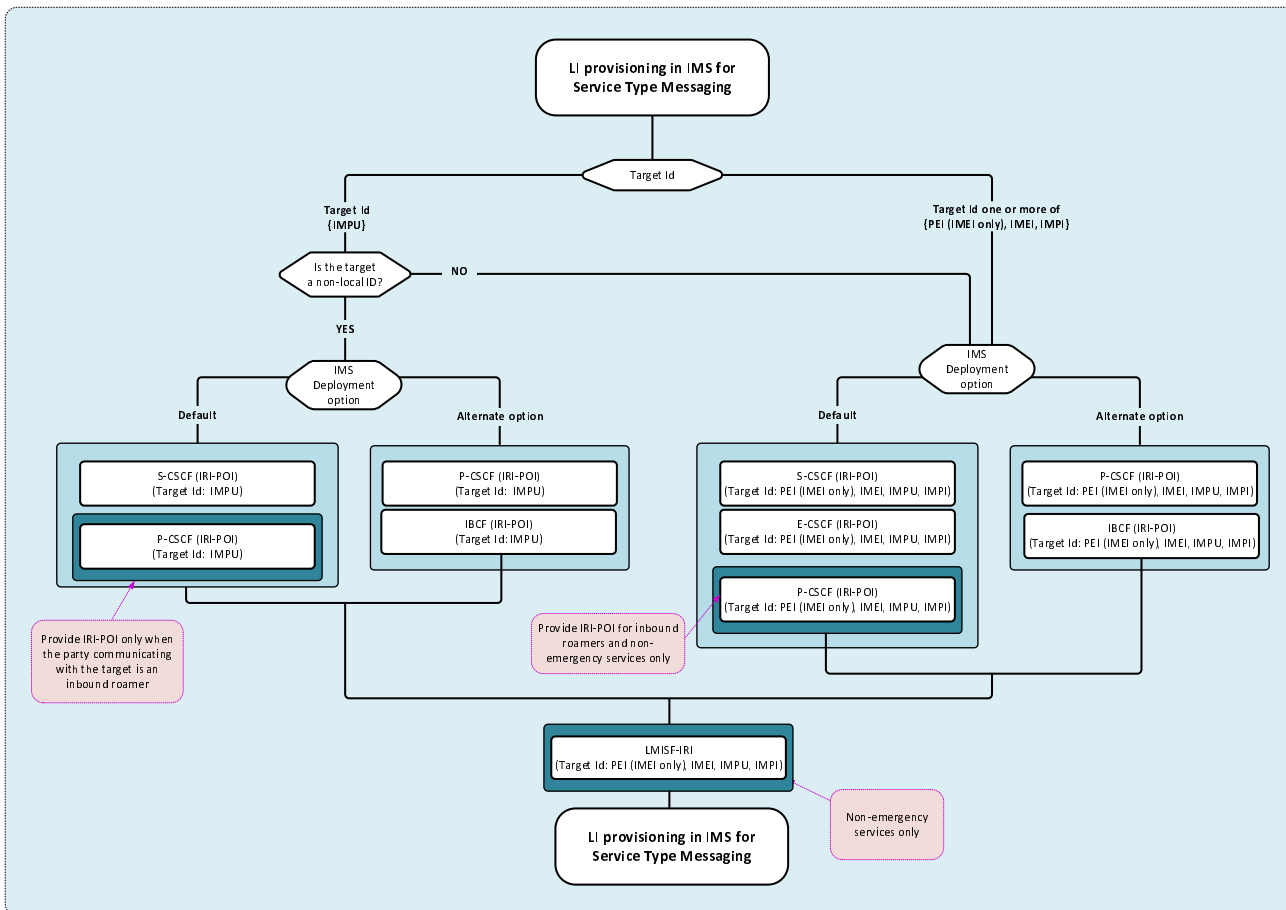 LI provisioning in IMS for
Service Type Messaging
Target Id
Target Id
{IMPU}
Target Id one or more of
{PEI (IMEI only), IMEI, IMPI}
Is the target
a non-local ID?
NO
YES
IMS
Deployment
option
IMS
Deployment
option
Default
Alternate option
Default
Alternate option
S-CSCF (IRI-POI)
(Target Id: IMPU)
P-CSCF (IRI-POI)
(Target Id: IMPU)
P-CSCF (IRI-POI)
(Target Id: IMPU)
IBCF (IRI-POI)
(Target Id: IMPU)
S-CSCF (IRI-POI)
(Target Id: PEI (IMEI only), IMEI, IMPU, IMPI)
E-CSCF (IRI-POI)
(Target Id: PEI (IMEI only), IMEI, IMPU, IMPI)
P-CSCF (IRI-POI)
(Target Id: PEI (IMEI only), IMEI, IMPU, IMPI)
P-CSCF (IRI-POI)
(Target Id: PEI (IMEI only), IMEI, IMPU, IMPI)
IBCF (IRI-POI)
(Target Id: PEI (IMEI only), IMEI, IMPU, IMPI)
Provide IRI-POI only when
the party communicating
with the target is an
inbound roamer
Provide IRI-POI for inbound
roamers and non-
emergency services only
LMISF-IRI
(Target Id: PEI (IMEI only), IMEI, IMPU, IMPI)
Non-emergency
services only
LI provisioning in IMS for
Service Type Messaging